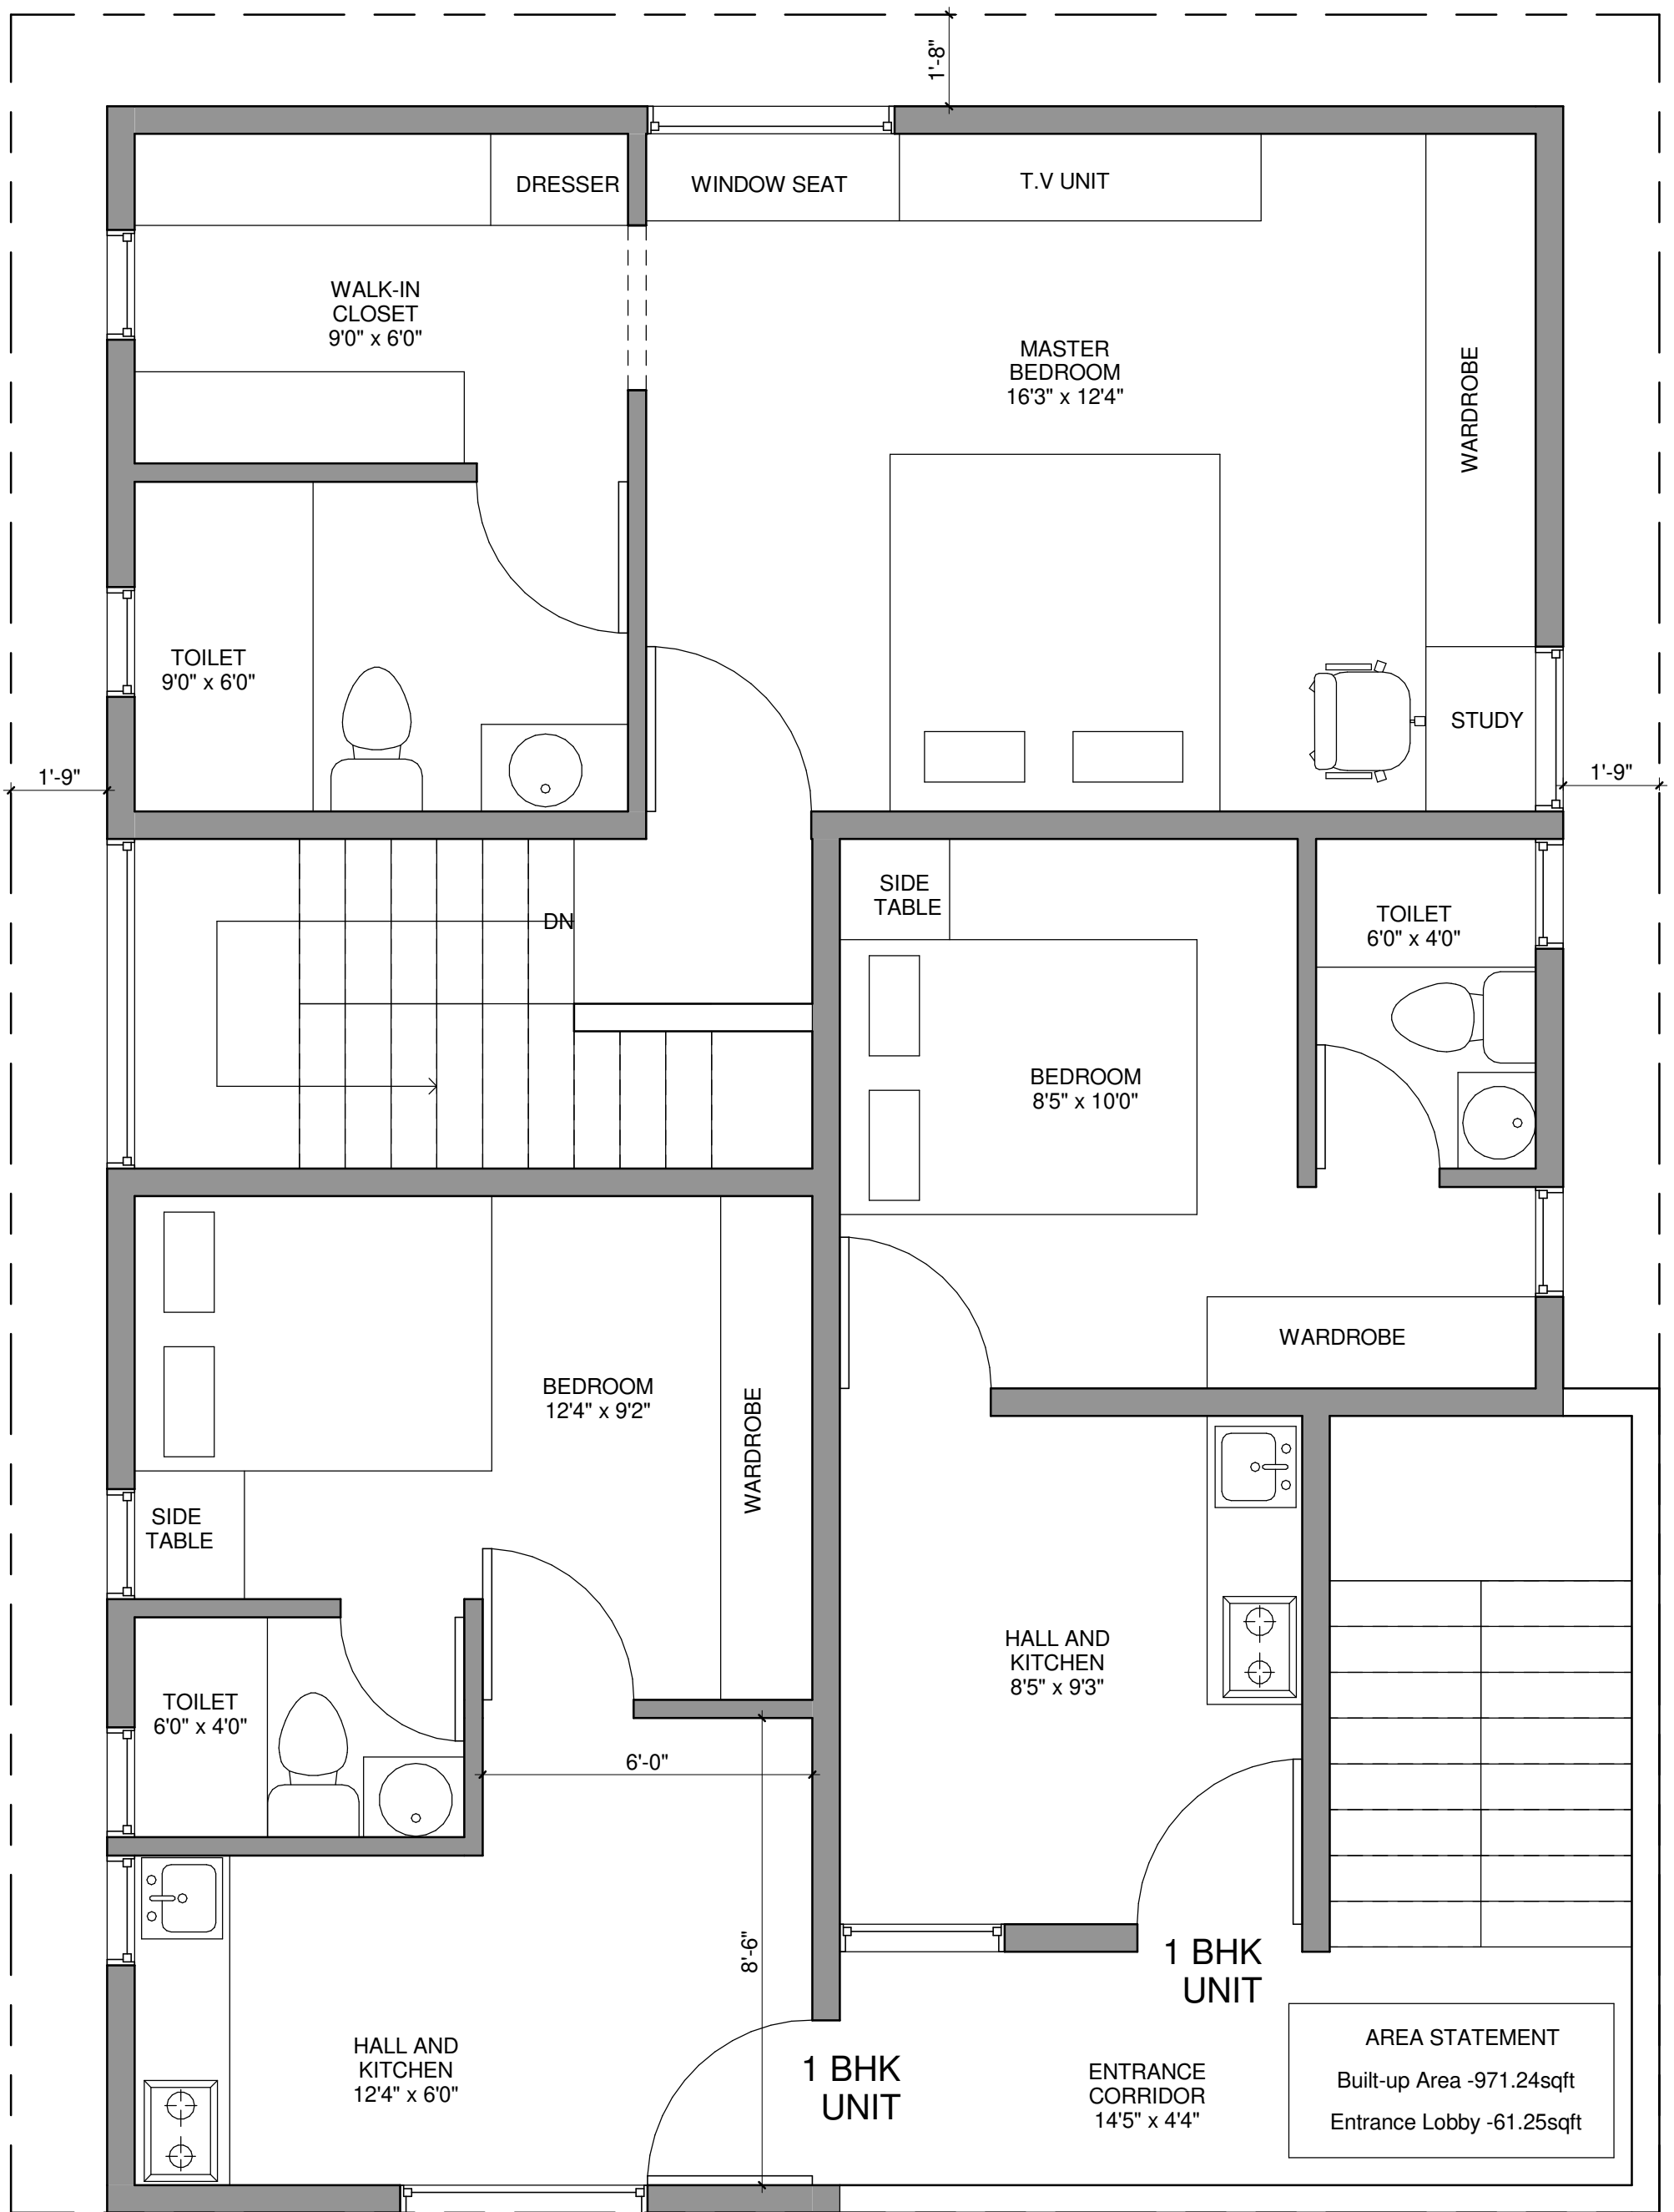 1'-8"
DRESSER
WINDOW SEAT
T.V UNIT
WALK-IN
CLOSET
9'0" x 6'0"
MASTER
BEDROOM
16'3" x 12'4"
WARDROBE
TOILET
9'0" x 6'0"
STUDY
1'-9"
1'-9"
DN
SIDE
TABLE
TOILET
6'0" x 4'0"
BEDROOM
8'5" x 10'0"
WARDROBE
BEDROOM
12'4" x 9'2"
WARDROBE
SIDE
TABLE
HALL AND
KITCHEN
8'5" x 9'3"
TOILET
6'0" x 4'0"
6'-0"
8'-6"
1 BHK
UNIT
HALL AND
KITCHEN
12'4" x 6'0"
1 BHK
UNIT
ENTRANCE
CORRIDOR
14'5" x 4'4"
AREA STATEMENT
Built-up Area -971.24sqft
Entrance Lobby -61.25sqft